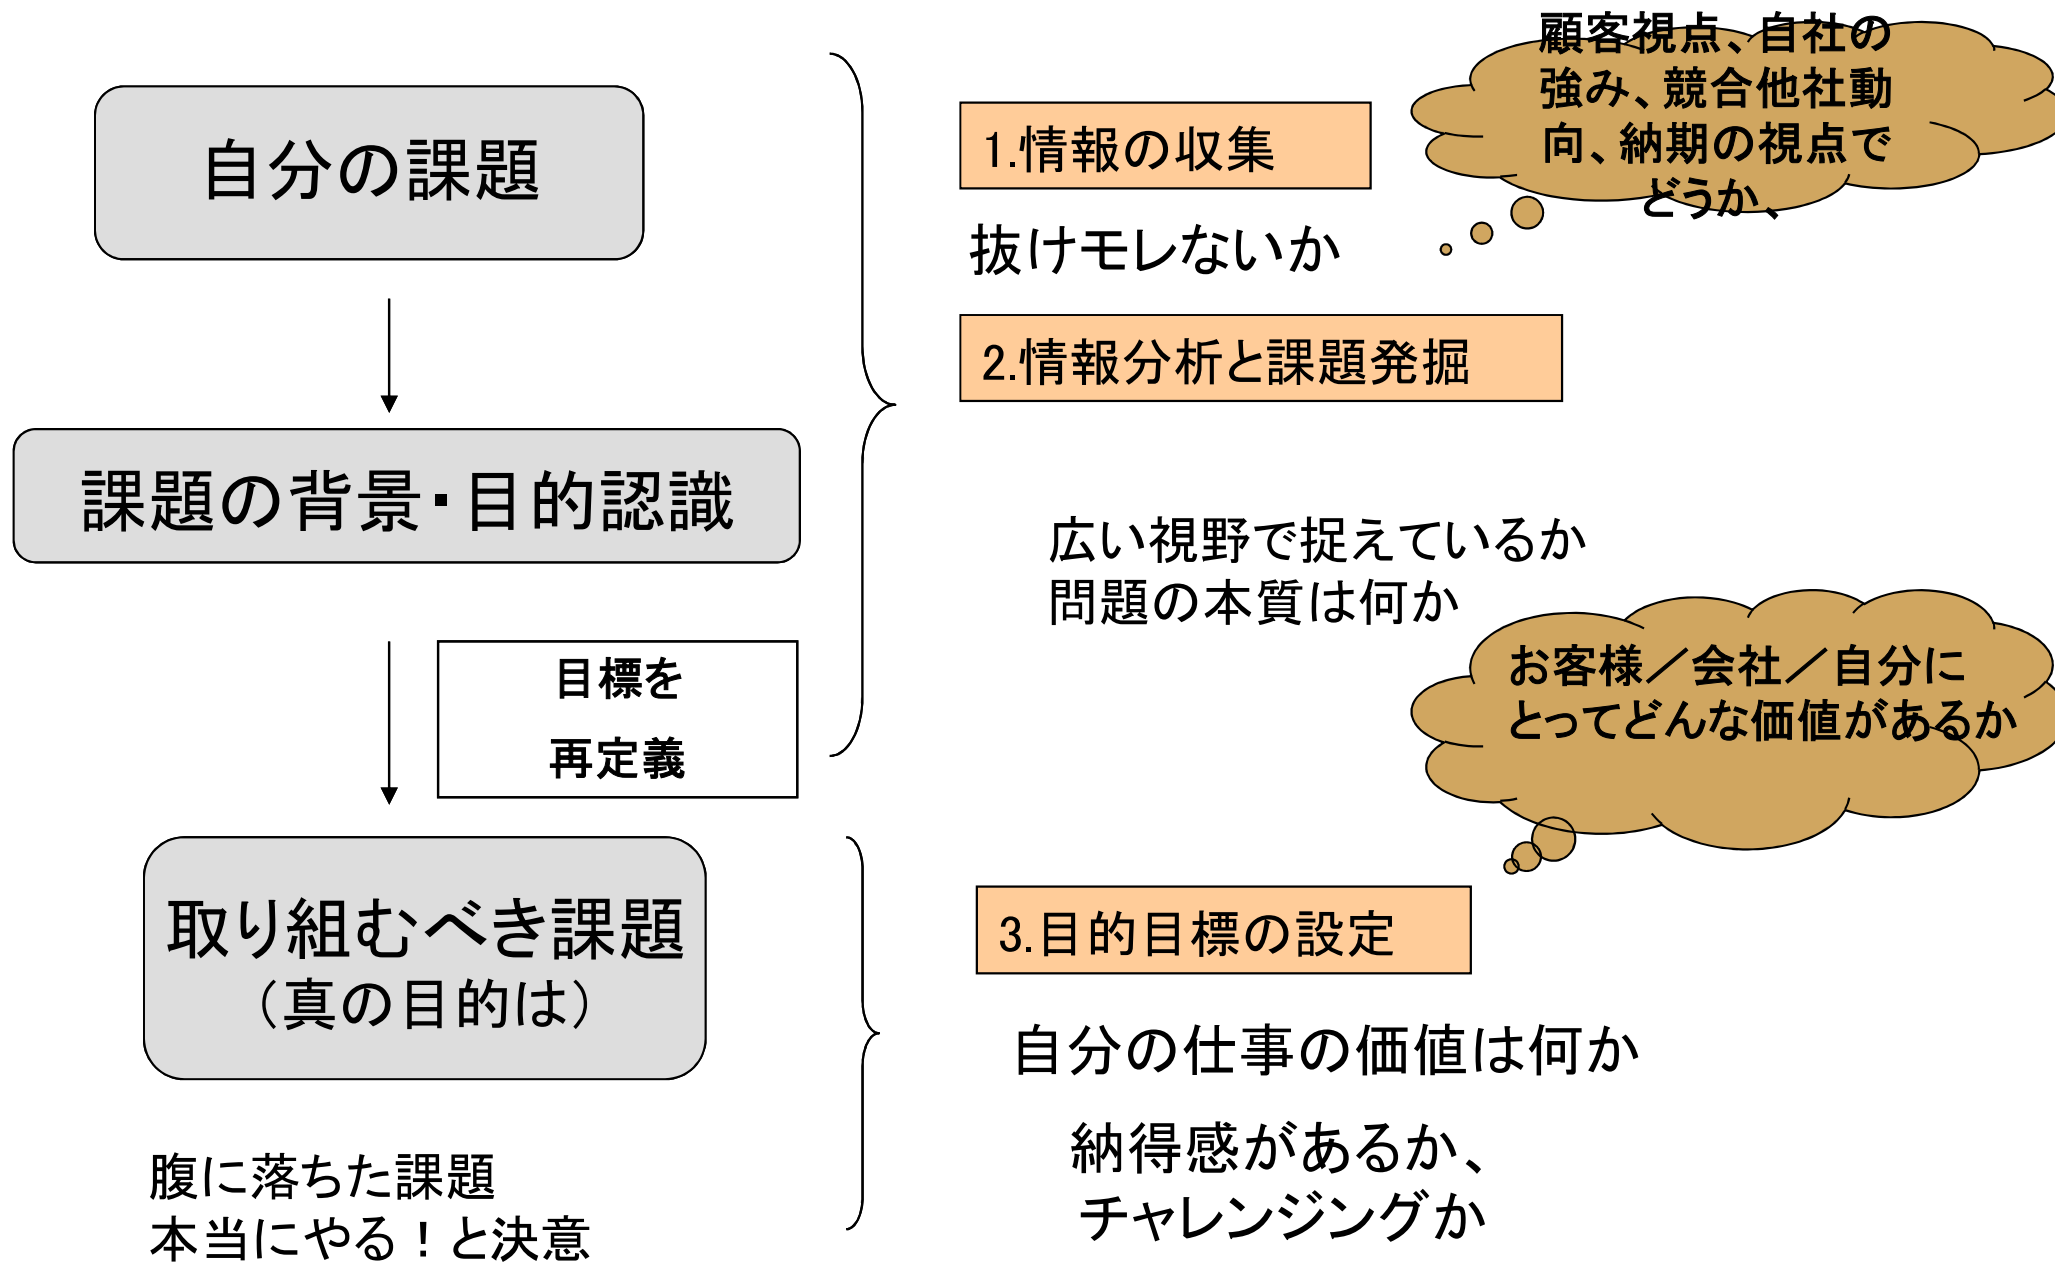 自分の課題
課題の背景・目的認識
目標を
再定義
取り組むべき課題
（真の目的は）
腹に落ちた課題
本当にやる！と決意
1.情報の収集
抜けモレないか
顧客視点、自社の
強み、競合他社動
向、納期の視点で
どうか、
2.情報分析と課題発掘
広い視野で捉えているか
問題の本質は何か
お客様／会社／自分に
とってどんな価値があるか
3.目的目標の設定
自分の仕事の価値は何か
納得感があるか、
チャレンジングか